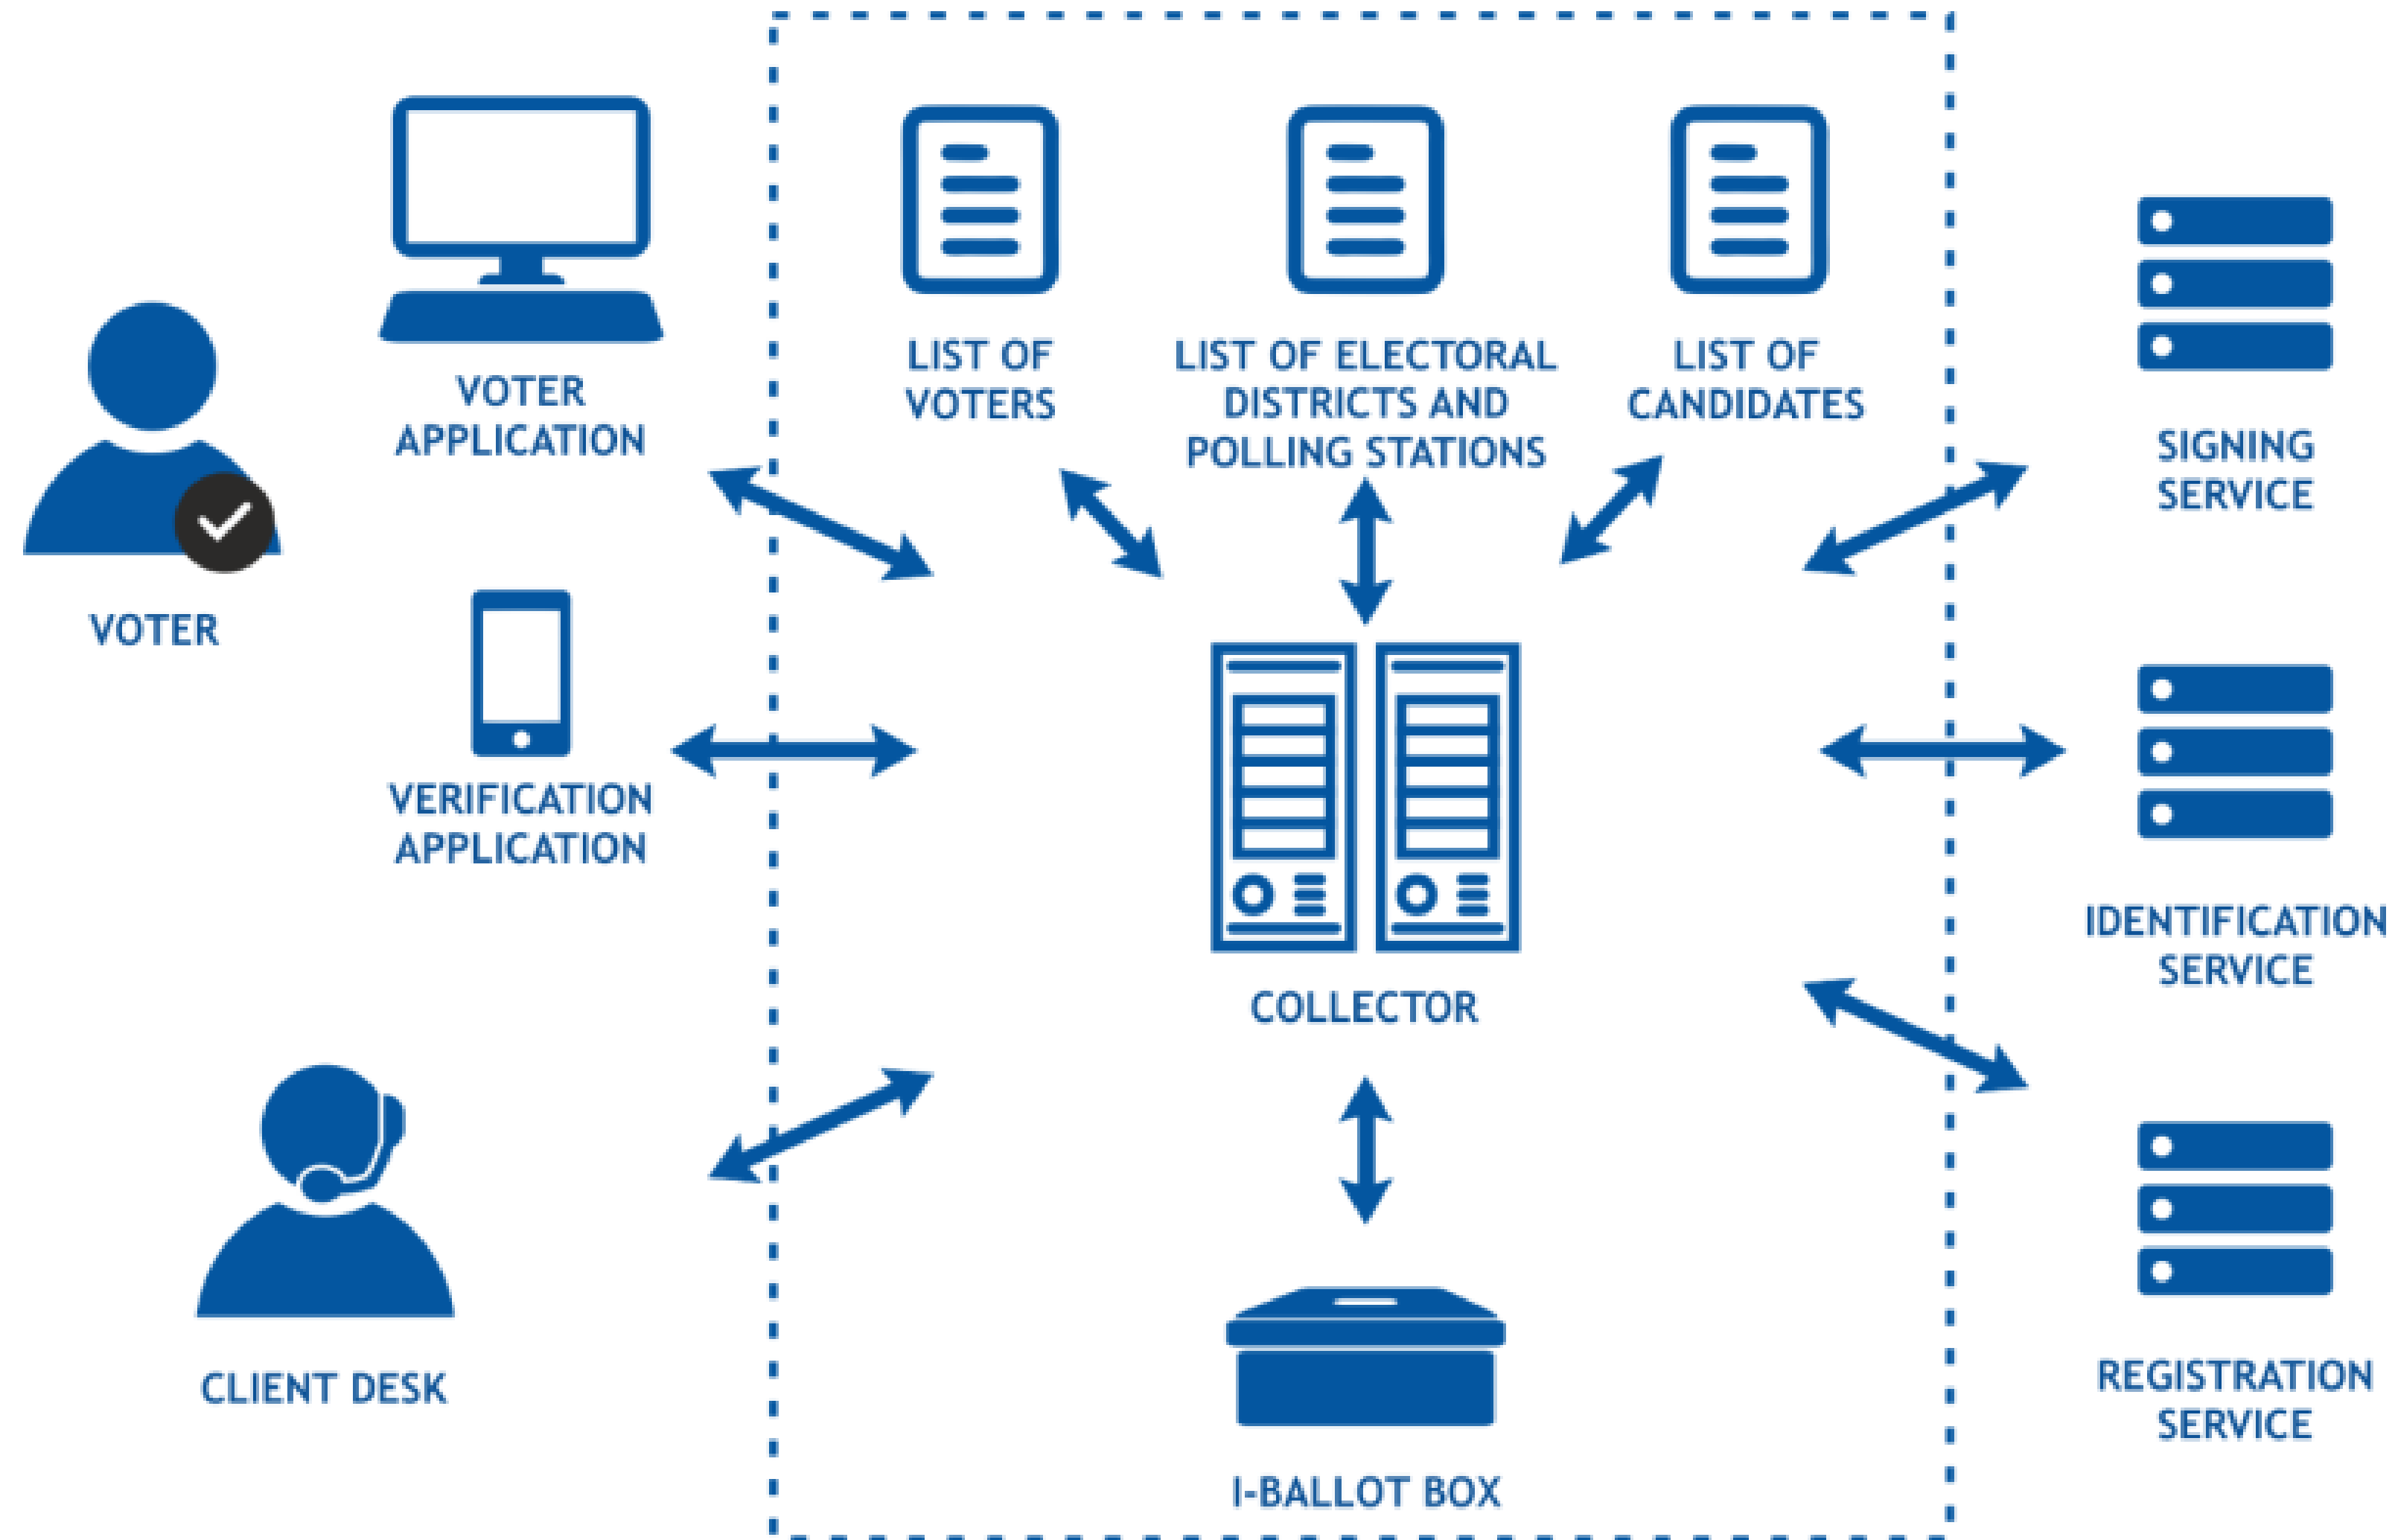 VOTER
APPLICATION
VOTER
VERIFICATION
APPLICATION
CLIENT DESK
LIST OF
VOTERS
LIST OF ELECTORAL
DISTRICTS AND
POLLING STATIONS
LIST OF
CANDIDATES
COLLECTOR
I-BALLOT BOX
SIGNING
SERVICE
IDENTIFICATION
SERVICE
REGISTRATION
SERVICE